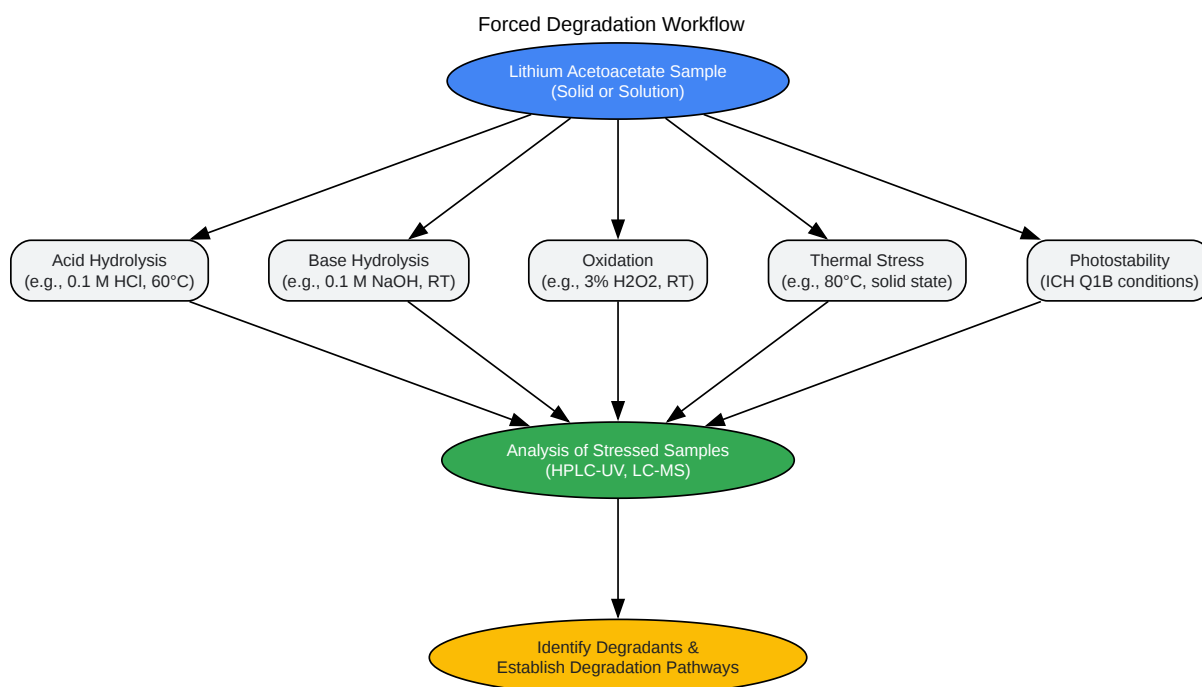 Forced Degradation Workflow
Lithium Acetoacetate Sample
(Solid or Solution)
Acid Hydrolysis
(e.g., 0.1 M HCl, 60°C)
Base Hydrolysis
(e.g., 0.1 M NaOH, RT)
Oxidation
(e.g., 3% H2O2, RT)
Thermal Stress
(e.g., 80°C, solid state)
Photostability
(ICH Q1B conditions)
Analysis of Stressed Samples
(HPLC-UV, LC-MS)
Identify Degradants &
Establish Degradation Pathways